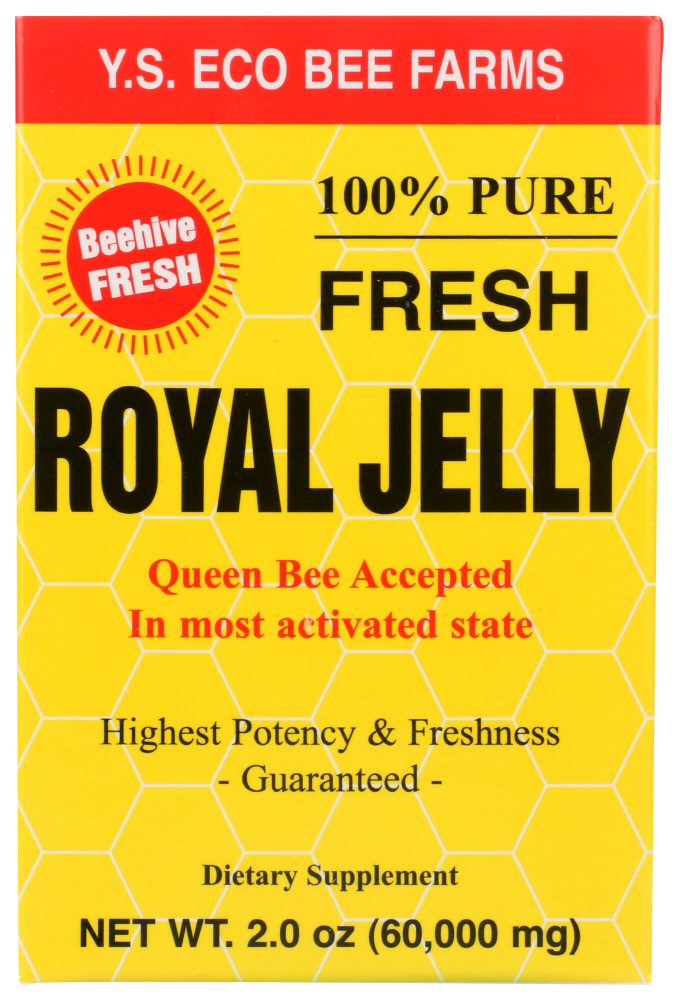 Y.S. ECO BEE FARMS
Beehive
FRESH
100% PURE
FRESH
ROYAL JELLY
Queen Bee Accepted
In most activated state
Highest Potency & Freshness
- Guaranteed -
Dietary Supplement
NET WT. 2.0 oz (60,000 mg)